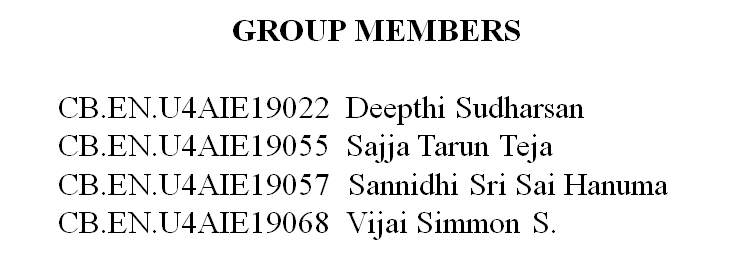 GROUP MEMBERS
CB.EN.U4AIE19022 Deepthi Sudharsan
CB.EN.U4AIE19055 Sajja Tarun Teja
CB.EN.U4AIE19057 Sannidhi Sri Sai Hanuma
CB.EN.U4AIE19068 Vijai Simmon S.